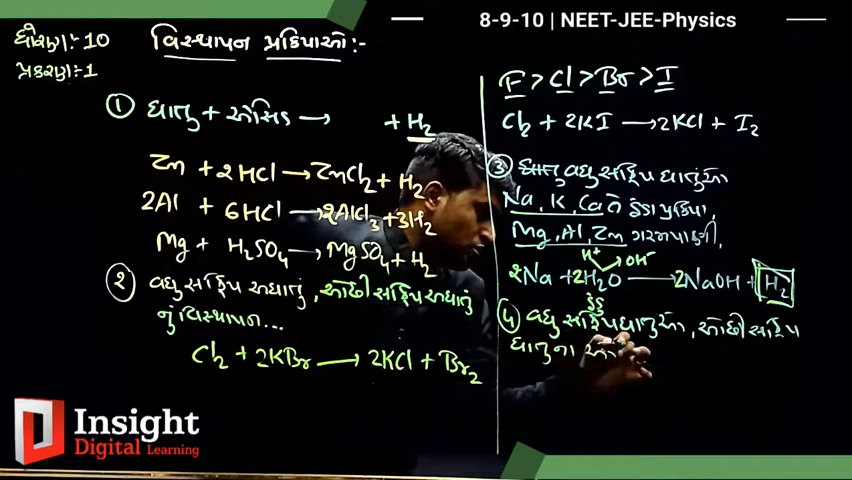 8-9-10 | NEET-JEE-Physics
ધોરણ:- 10
પ્રકરણ:- 1
વિસ્થાપન પ્રક્રિયાઓ :-
① ધાતુ + એસિડ → + H₂
Zn + 2HCl → ZnCl₂ + H₂
2Al + 6HCl → 2AlCl₃ + 3H₂
Mg + H₂SO₄ → MgSO₄ + H₂
② વધુ સક્રિય અધાતુ, ઓછી સક્રિય અધાતુ
નું વિસ્થાપન...
Cl₂ + 2KBr → 2KCl + Br₂
F > Cl > Br > I
Cl₂ + 2KI → 2KCl + I₂
③ વધુ સક્રિય ધાતુઓ
Na, K, Ca ને ઠંડા
Mg, Al, Zn ગરમ પાણી,
H⁺ OH⁻
2Na + 2H₂O → 2NaOH + H₂
ઠંડુ
④ વધુ સક્રિય ધાતુઓ, ઓછી સક્રિય
ધાતુના
Insight
Digital Learning